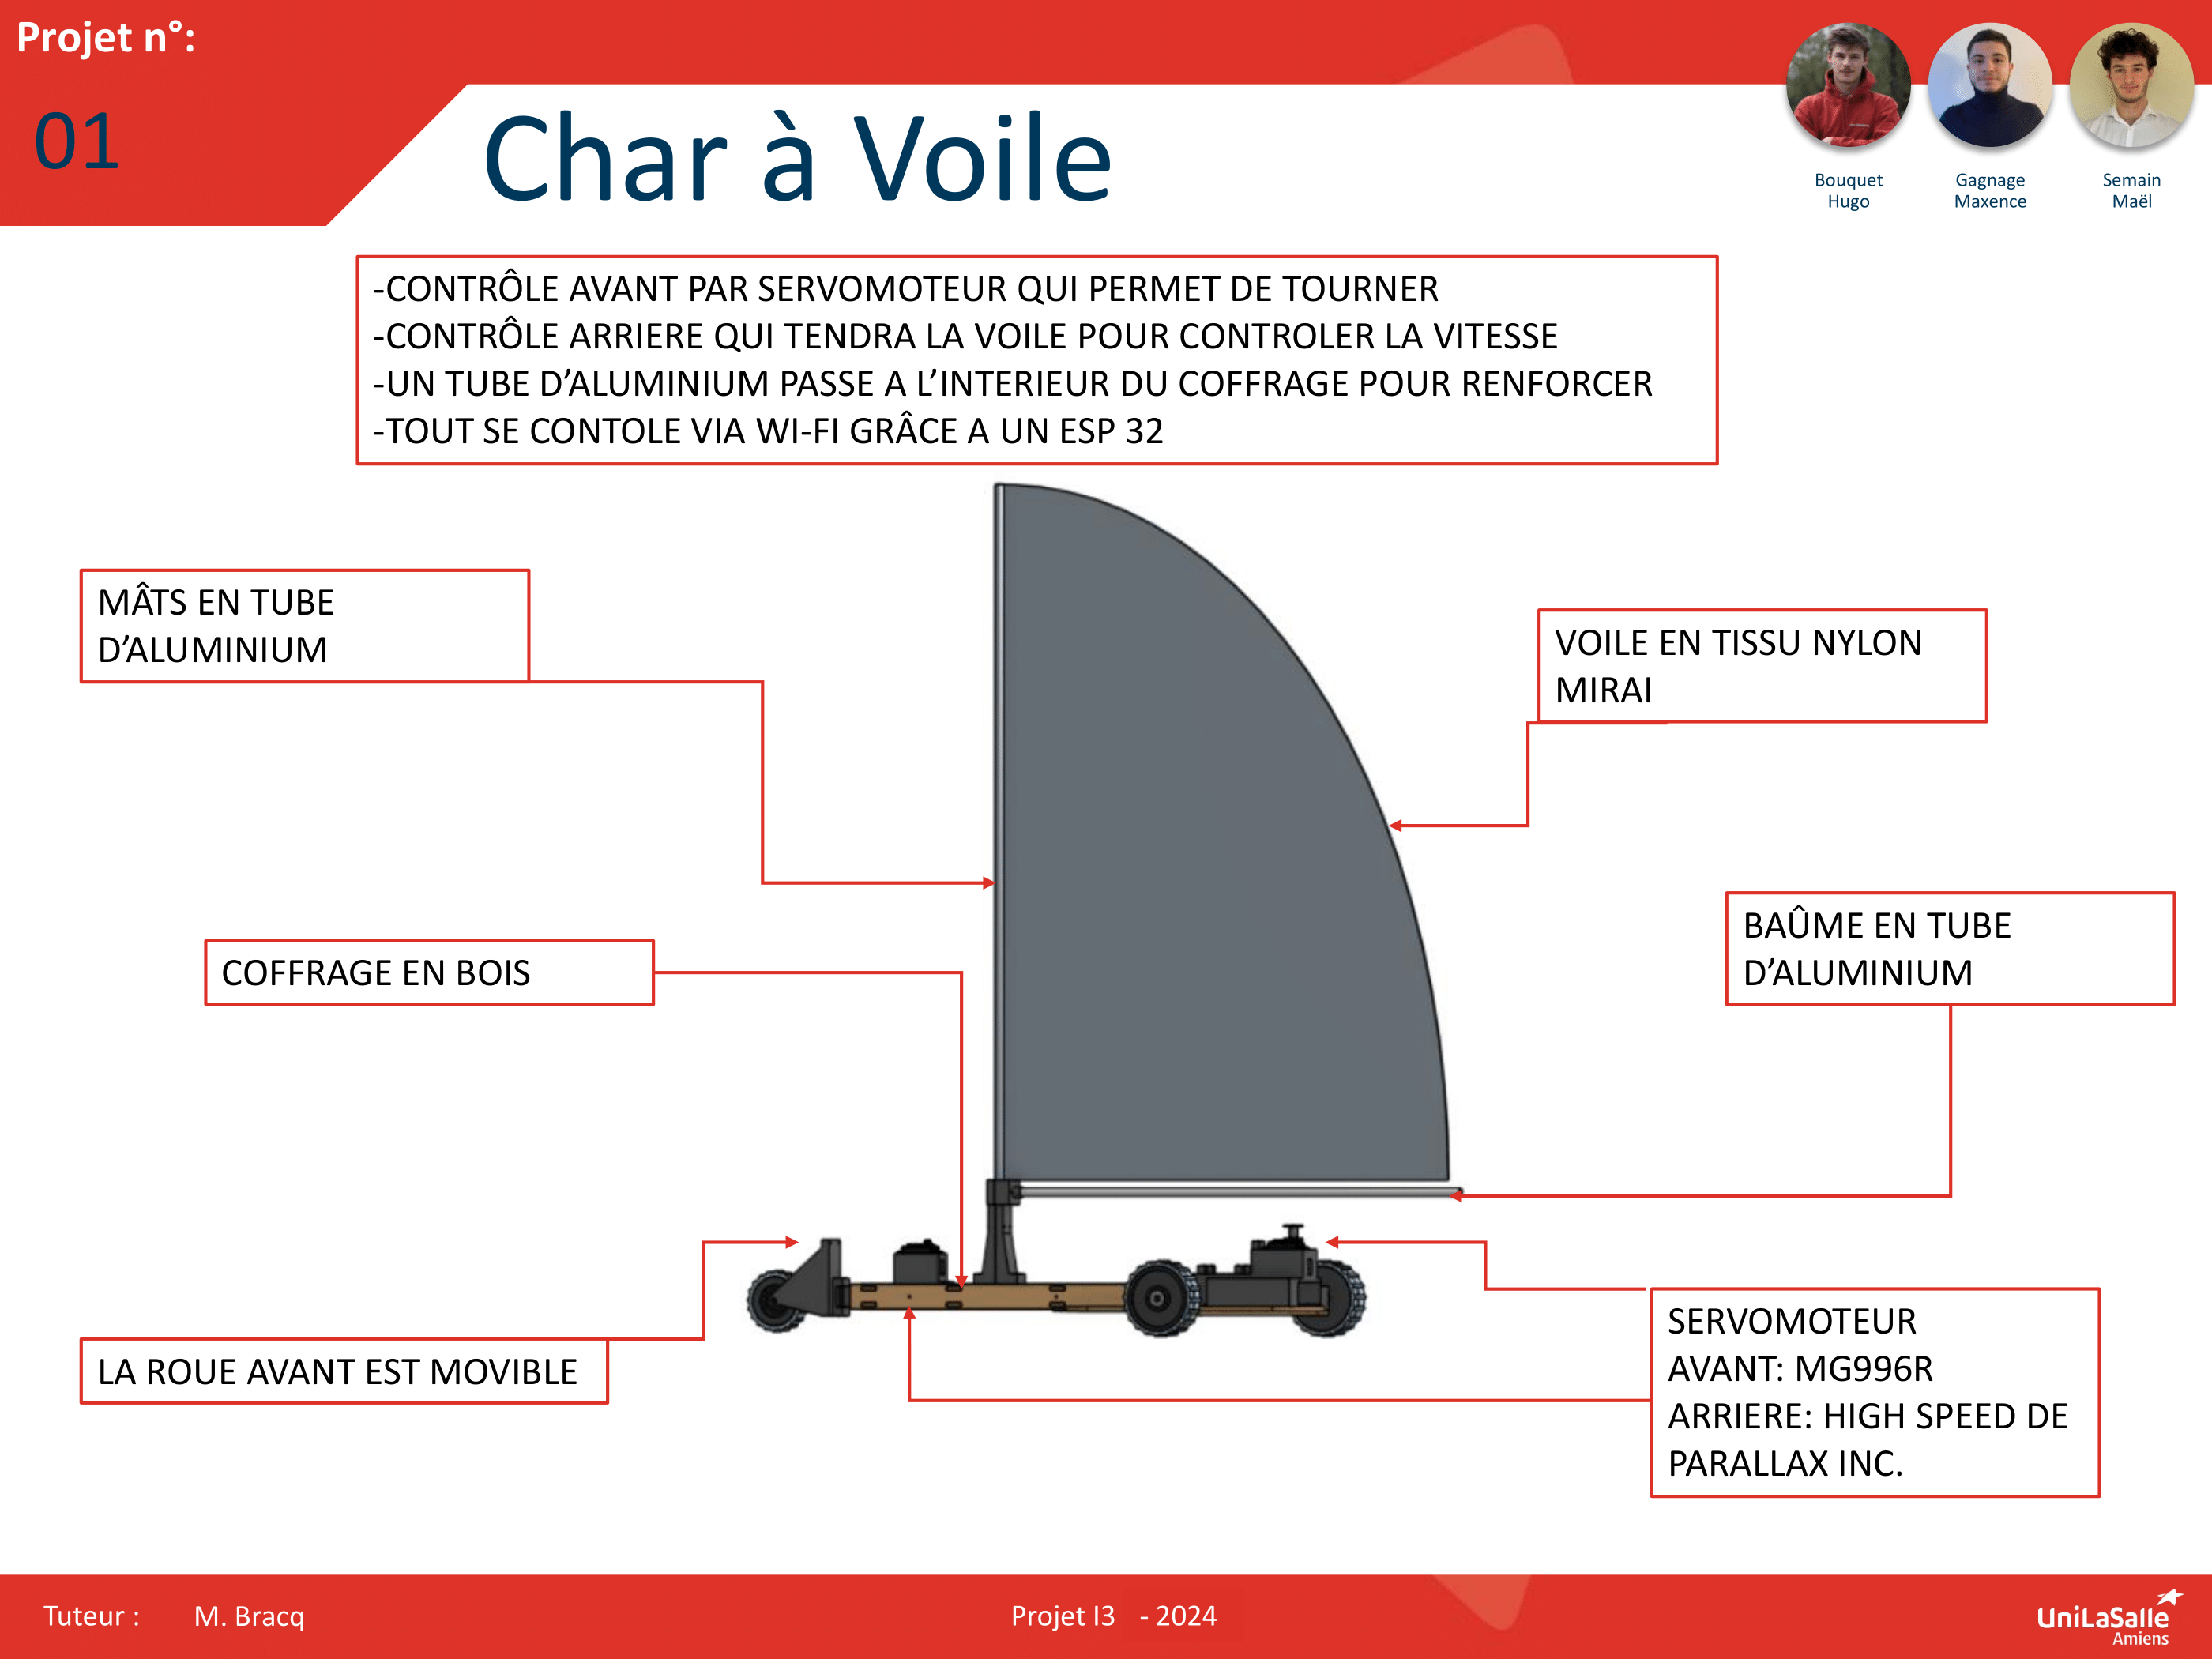 Projet n°:
01
Char à Voile
Bouquet
Hugo
Gagnage
Maxence
Semain
Maël
-CONTRÔLE AVANT PAR SERVOMOTEUR QUI PERMET DE TOURNER
-CONTRÔLE ARRIERE QUI TENDRA LA VOILE POUR CONTROLER LA VITESSE
-UN TUBE D’ALUMINIUM PASSE A L’INTERIEUR DU COFFRAGE POUR RENFORCER
-TOUT SE CONTOLE VIA WI-FI GRÂCE A UN ESP 32
MÂTS EN TUBE
D’ALUMINIUM
VOILE EN TISSU NYLON
MIRAI
BAÛME EN TUBE
D’ALUMINIUM
COFFRAGE EN BOIS
LA ROUE AVANT EST MOVIBLE
SERVOMOTEUR
AVANT: MG996R
ARRIERE: HIGH SPEED DE
PARALLAX INC.
Tuteur : M. Bracq
Projet I3 - 2024
UniLaSalle
Amiens